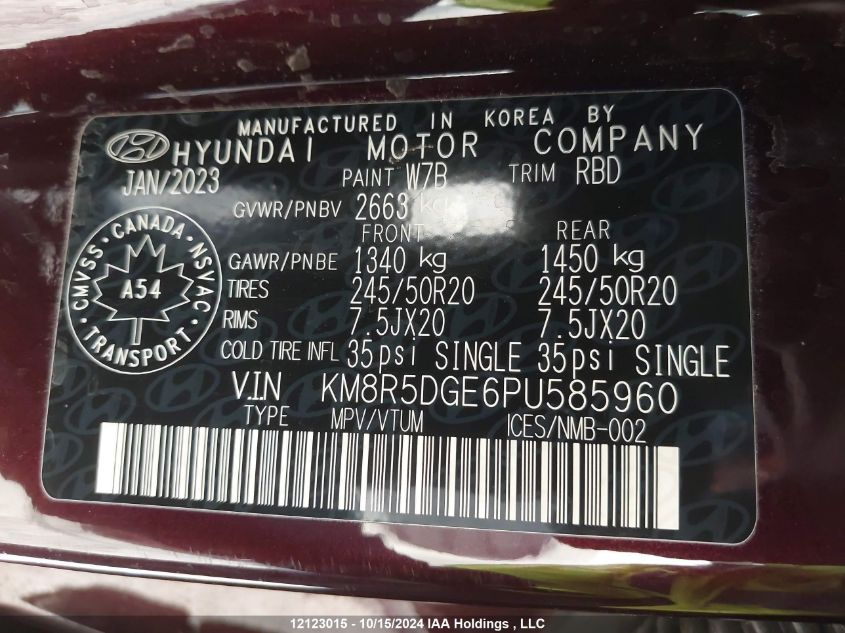 MANUFACTURED IN KOREA BY
HYUNDAI MOTOR COMPANY
JAN/2023 PAINT W7B TRIM RBD
GVWR/PNBV 2663 kg
FRONT REAR
GAWR/PNBE 1340 kg 1450 kg
TIRES 245/50R20 245/50R20
RIMS 7.5JX20 7.5JX20
COLD TIRE INFL 35psi SINGLE 35psi SINGLE
V.I.N KM8R5DGE6PU585960
TYPE MPV/VTUM ICES/NMB-002
CMVSS · CANADA · NSVAC
A54
TRANSPORT
12123015 - 10/15/2024 IAA Holdings , LLC